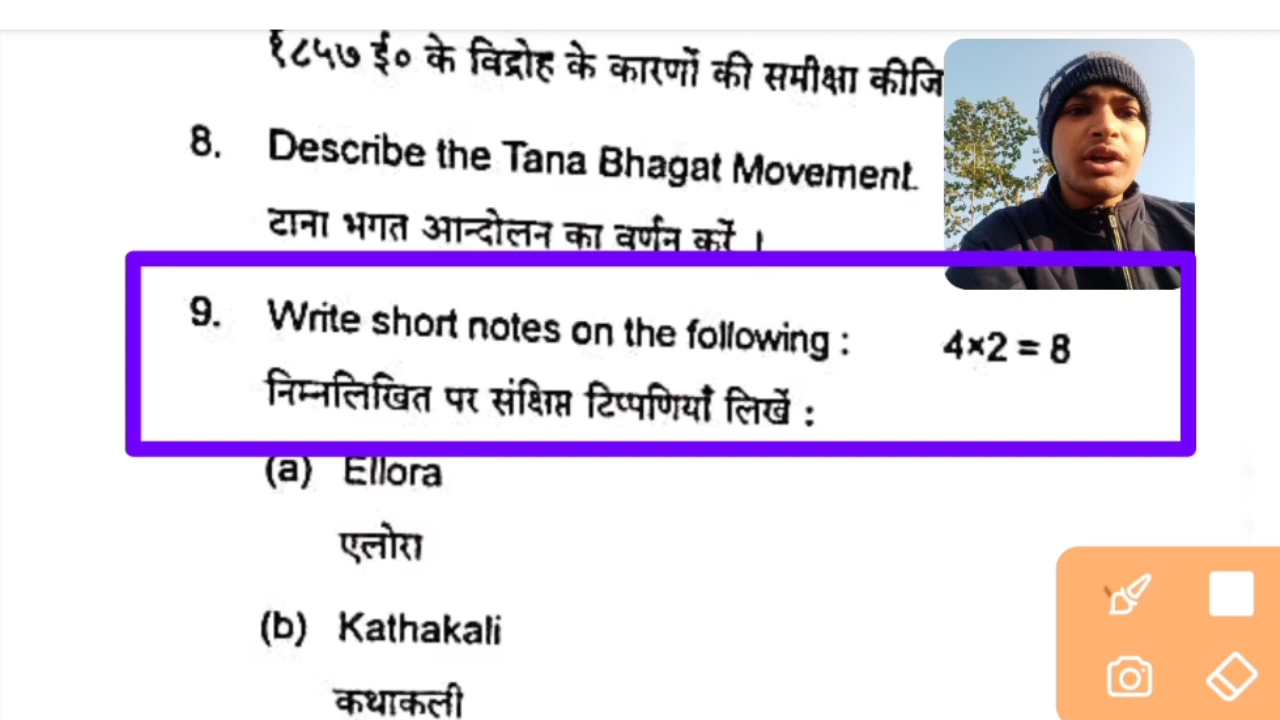 १८५७ ई० के विद्रोह के कारणों की समीक्षा
8. Describe the Tana Bhagat Movement.
टाना भगत आन्दोलन का वर्णन करें ।
9. Write short notes on the following : 4×2 = 8
निम्नलिखित पर संक्षिप्त टिप्पणियाँ लिखें :
(a) Ellora
एलोरा
(b) Kathakali
कथाकली